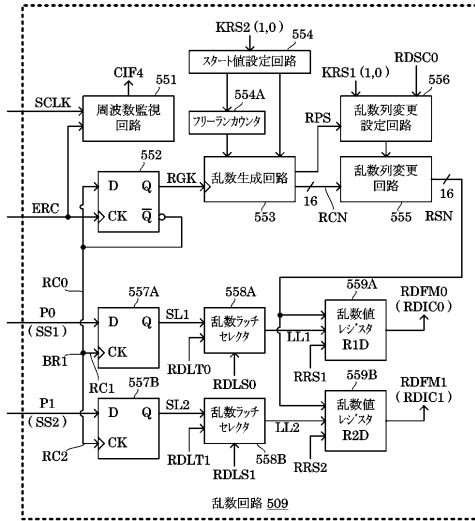 KRS2(1,0)
554
スタート値設定回路
CIF4
551
SCLK
周波数監視
回路
554A
フリーランカウンタ
KRS1(1,0)
RDSC0
556
RPS
乱数列変更
設定回路
552
D Q
RGK
乱数生成回路
553
16
RCN
乱数列変更
回路
555
16
RSN
ERC
CK Q
RC0
557A
P0
(SS1)
D Q
CK
SL1
558A
乱数ラッチ
セレクタ
RDLT0
RDLS0
LL1
559A
乱数値
レジスタ
R1D
RRS1
RDFM0
(RDIC0)
BR1
RC1
557B
P1
(SS2)
D Q
CK
SL2
乱数ラッチ
セレクタ
558B
RDLT1
RDLS1
LL2
559B
乱数値
レジスタ
R2D
RRS2
RDFM1
(RDIC1)
RC2
乱数回路 509